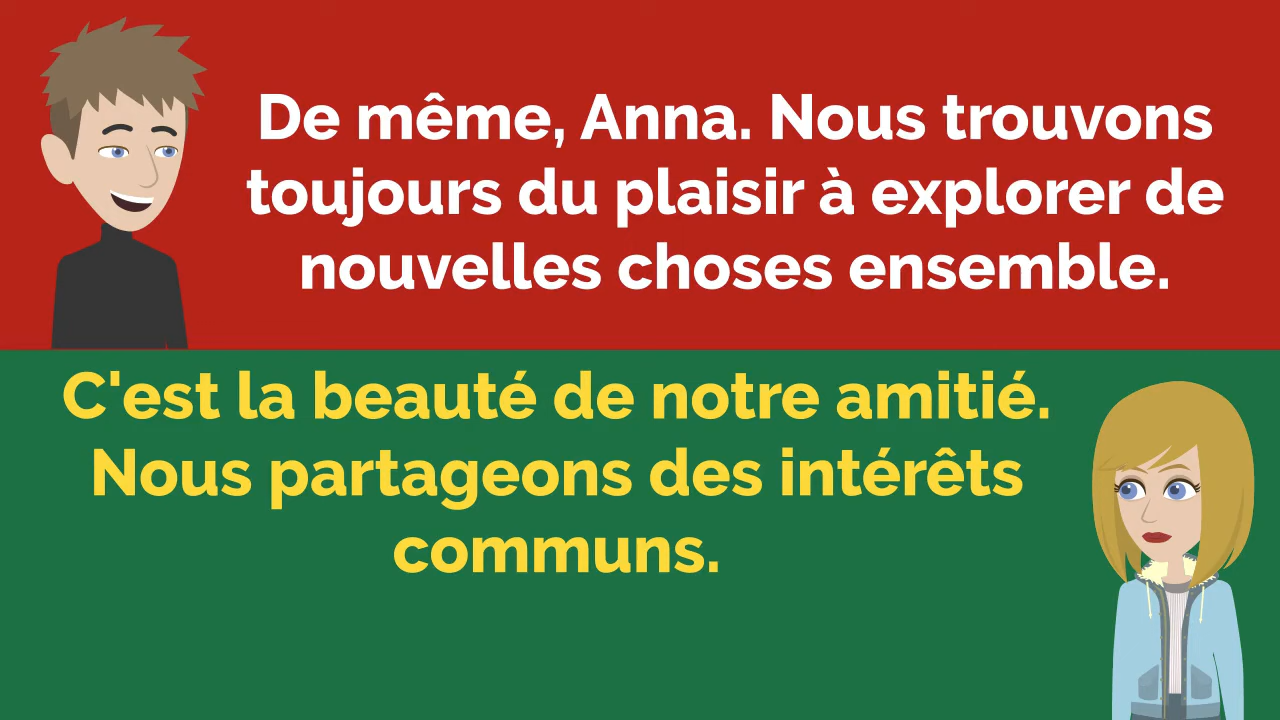 De même, Anna. Nous trouvons
toujours du plaisir à explorer de
nouvelles choses ensemble.
C'est la beauté de notre amitié.
Nous partageons des intérêts
communs.